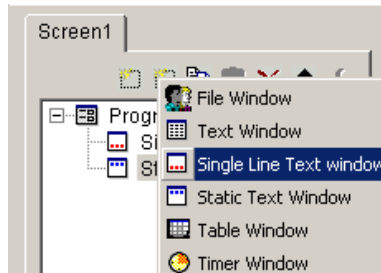 Screen1
File Window
Progr
Text Window
Si
Single Line Text window
St
Static Text Window
Table Window
Timer Window